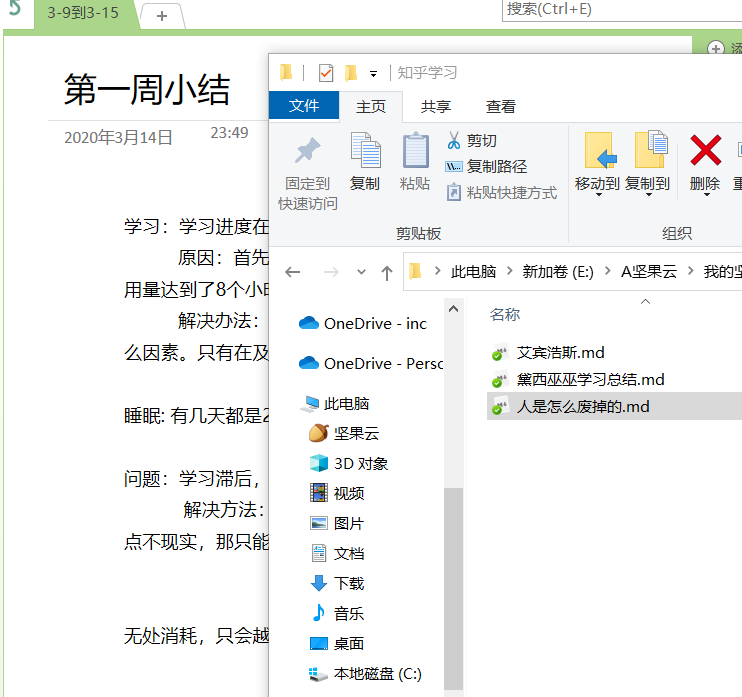 3-9到3-15
搜索(Ctrl+E)
第一周小结
2020年3月14日
23:49
学习：学习进度在
原因：首先
用量达到了8个小时
解决办法：
么因素。只有在及
睡眠: 有几天都是2
问题：学习滞后，
解决方法：
点不现实，那只能
无处消耗，只会越
知乎学习
文件
主页
共享
查看
固定到
快速访问
复制
粘贴
剪切
复制路径
粘贴快捷方式
剪贴板
移动到
复制到
删除
组织
此电脑
新加卷 (E:)
A坚果云
我的坚
OneDrive - inc
OneDrive - Perso
此电脑
坚果云
3D 对象
视频
图片
文档
下载
音乐
桌面
本地磁盘 (C:)
名称
艾宾浩斯.md
黛西巫巫学习总结.md
人是怎么废掉的.md